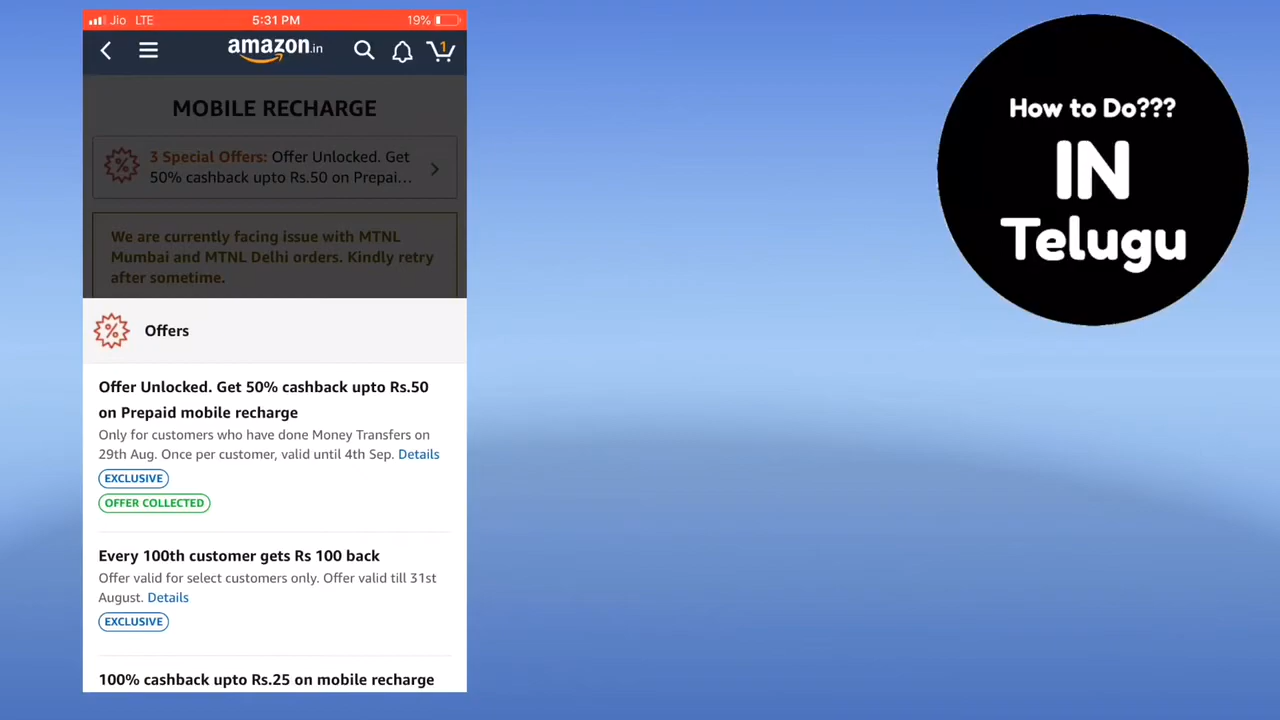 Jio LTE 5:31 PM 19%
amazon.in 1
MOBILE RECHARGE
3 Special Offers: Offer Unlocked. Get
50% cashback upto Rs.50 on Prepai...
We are currently facing issue with MTNL
Mumbai and MTNL Delhi orders. Kindly retry
after sometime.
% Offers
Offer Unlocked. Get 50% cashback upto Rs.50
on Prepaid mobile recharge
Only for customers who have done Money Transfers on
29th Aug. Once per customer, valid until 4th Sep. Details
EXCLUSIVE
OFFER COLLECTED
Every 100th customer gets Rs 100 back
Offer valid for select customers only. Offer valid till 31st
August. Details
EXCLUSIVE
100% cashback upto Rs.25 on mobile recharge
How to Do???
IN
Telugu